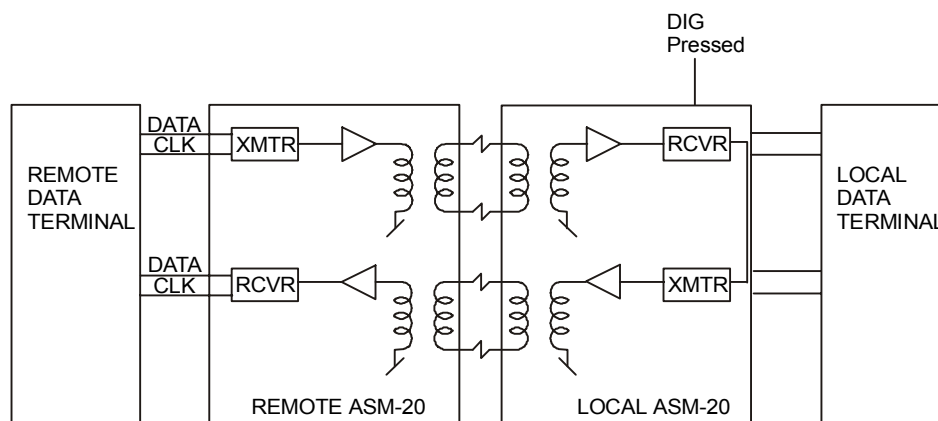 DIG
Pressed
DATA
CLK
XMTR
RCVR
REMOTE
DATA
TERMINAL
LOCAL
DATA
TERMINAL
DATA
CLK
RCVR
XMTR
REMOTE ASM-20
LOCAL ASM-20